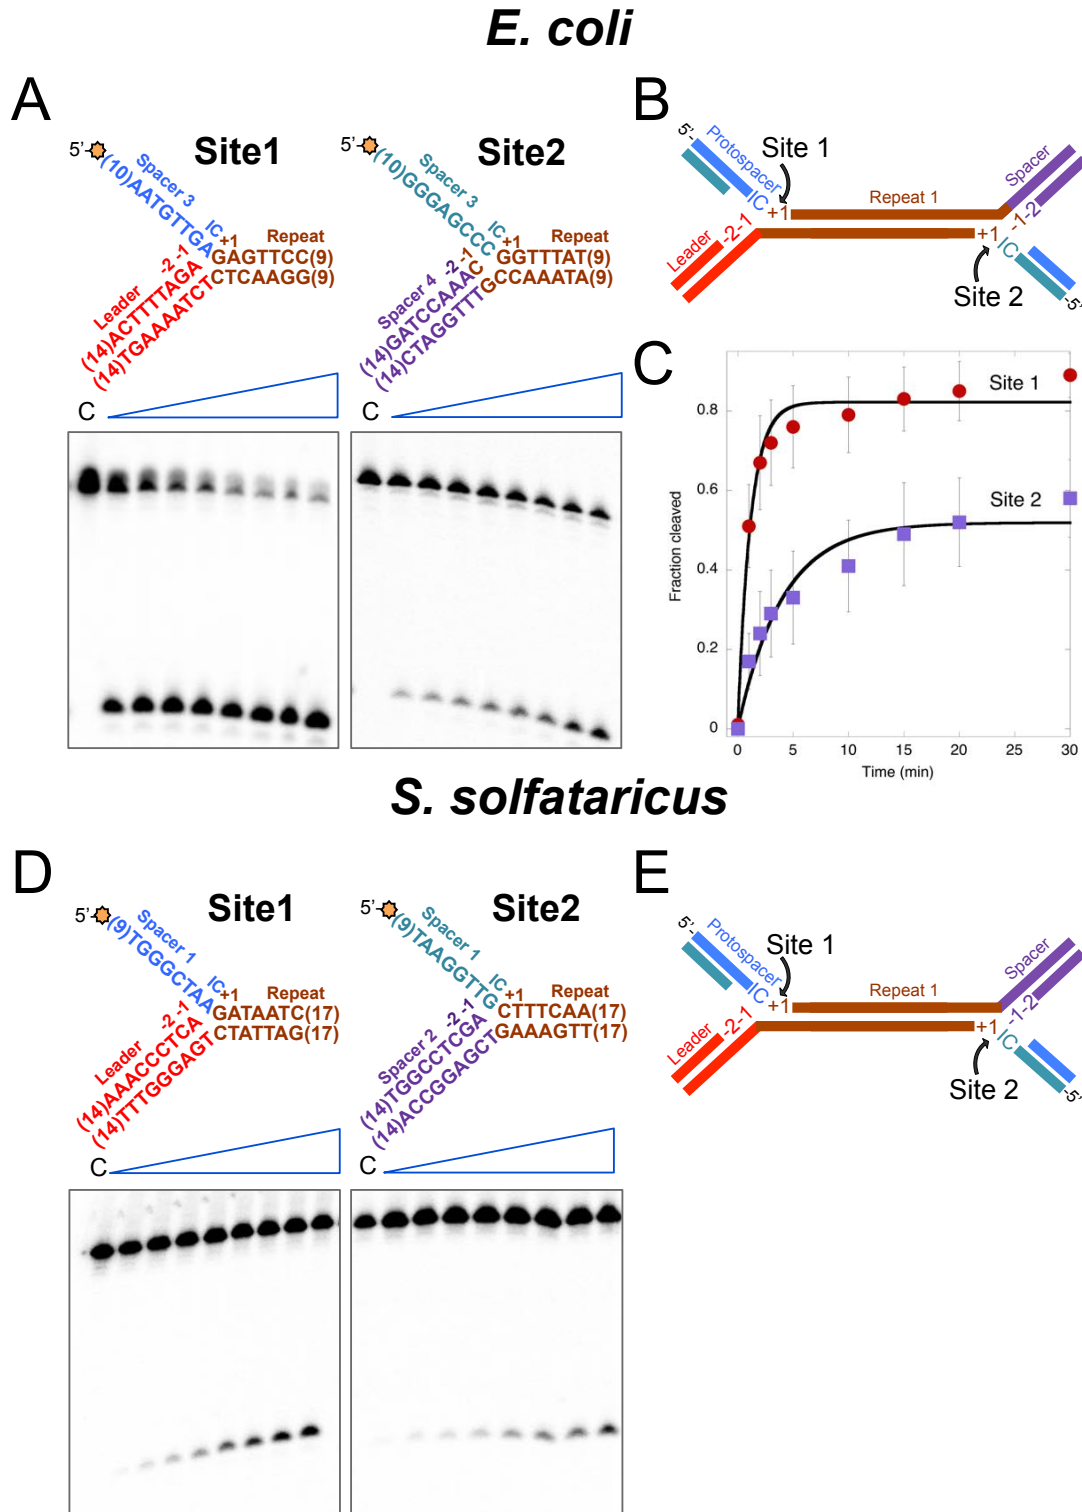 E. coli
A
Site1
5’
(10)AATGTTGA
Spacer 3
IC
+1
Repeat
GAGTTCC(9)
CTCAAGG(9)
-2 -1
Leader
(14)ACTTTTAGA
(14)TGAAAATCT
C
Site2
5’
(10)GGGAGCCC
Spacer 3
IC
+1
Repeat
GGTTTAT(9)
CCAAATA(9)
-2 -1
Spacer 4
(14)GATCCAAAC
(14)CTAGGTTTG
C
B
5’-
Protospacer
IC
Site 1
+1
Repeat 1
Spacer
Leader
-2-1
+1
-1-2
IC
Site 2
-5’
C
Fraction cleaved
0.8
0.6
0.4
0.2
0
Site 1
Site 2
0 5 10 15 20 25 30
Time (min)
S. solfataricus
D
Site1
5’
(9)TGGGCTAA
Spacer 1
IC
+1
Repeat
GATAATC(17)
CTATTAG(17)
-2 -1
Leader
(14)AAACCCTCA
(14)TTTGGGAGT
C
Site2
5’
(9)TAAGGTTG
Spacer 1
IC
+1
Repeat
CTTTCAA(17)
GAAAGTT(17)
-2 -1
Spacer 2
(14)TGGCCTCGA
(14)ACCGGAGCT
C
E
5’-
Protospacer
IC
Site 1
+1
Repeat 1
Spacer
Leader
-2-1
+1
-1-2
IC
Site 2
-5’